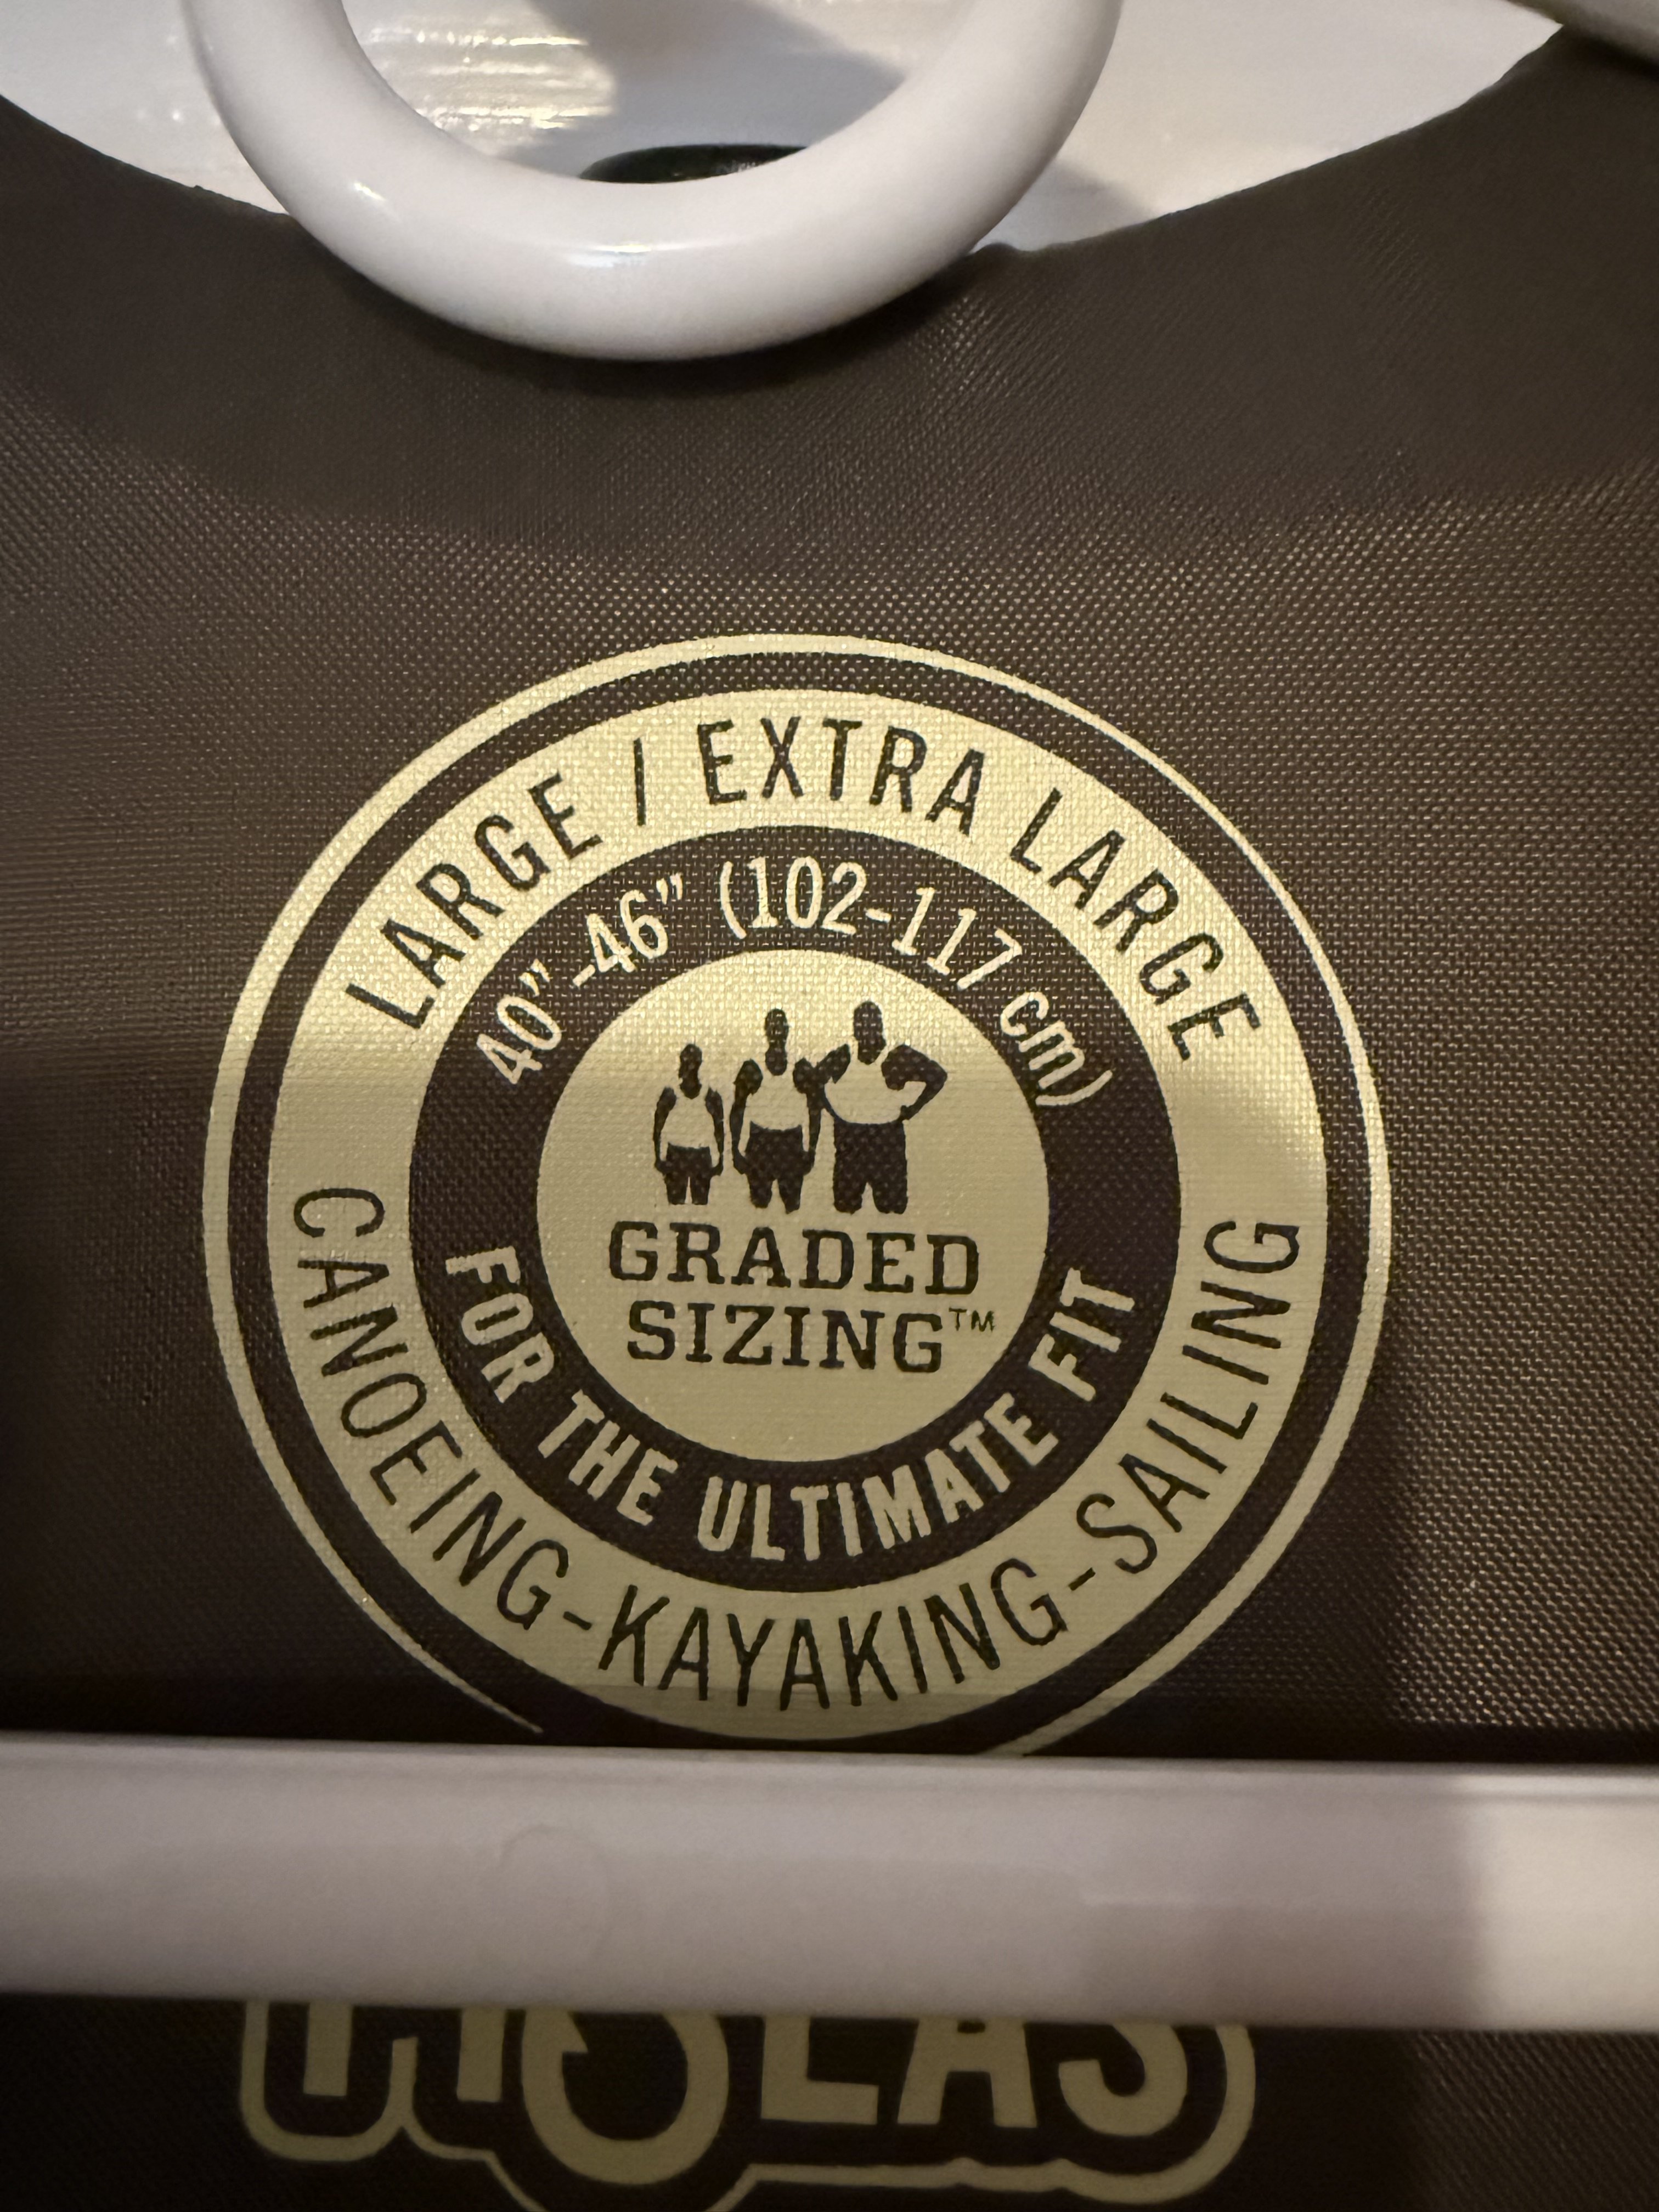 LARGE / EXTRA LARGE
40”-46” (102-117 cm)
GRADED
SIZING™
FOR THE ULTIMATE FIT
CANOEING-KAYAKING-SAILING